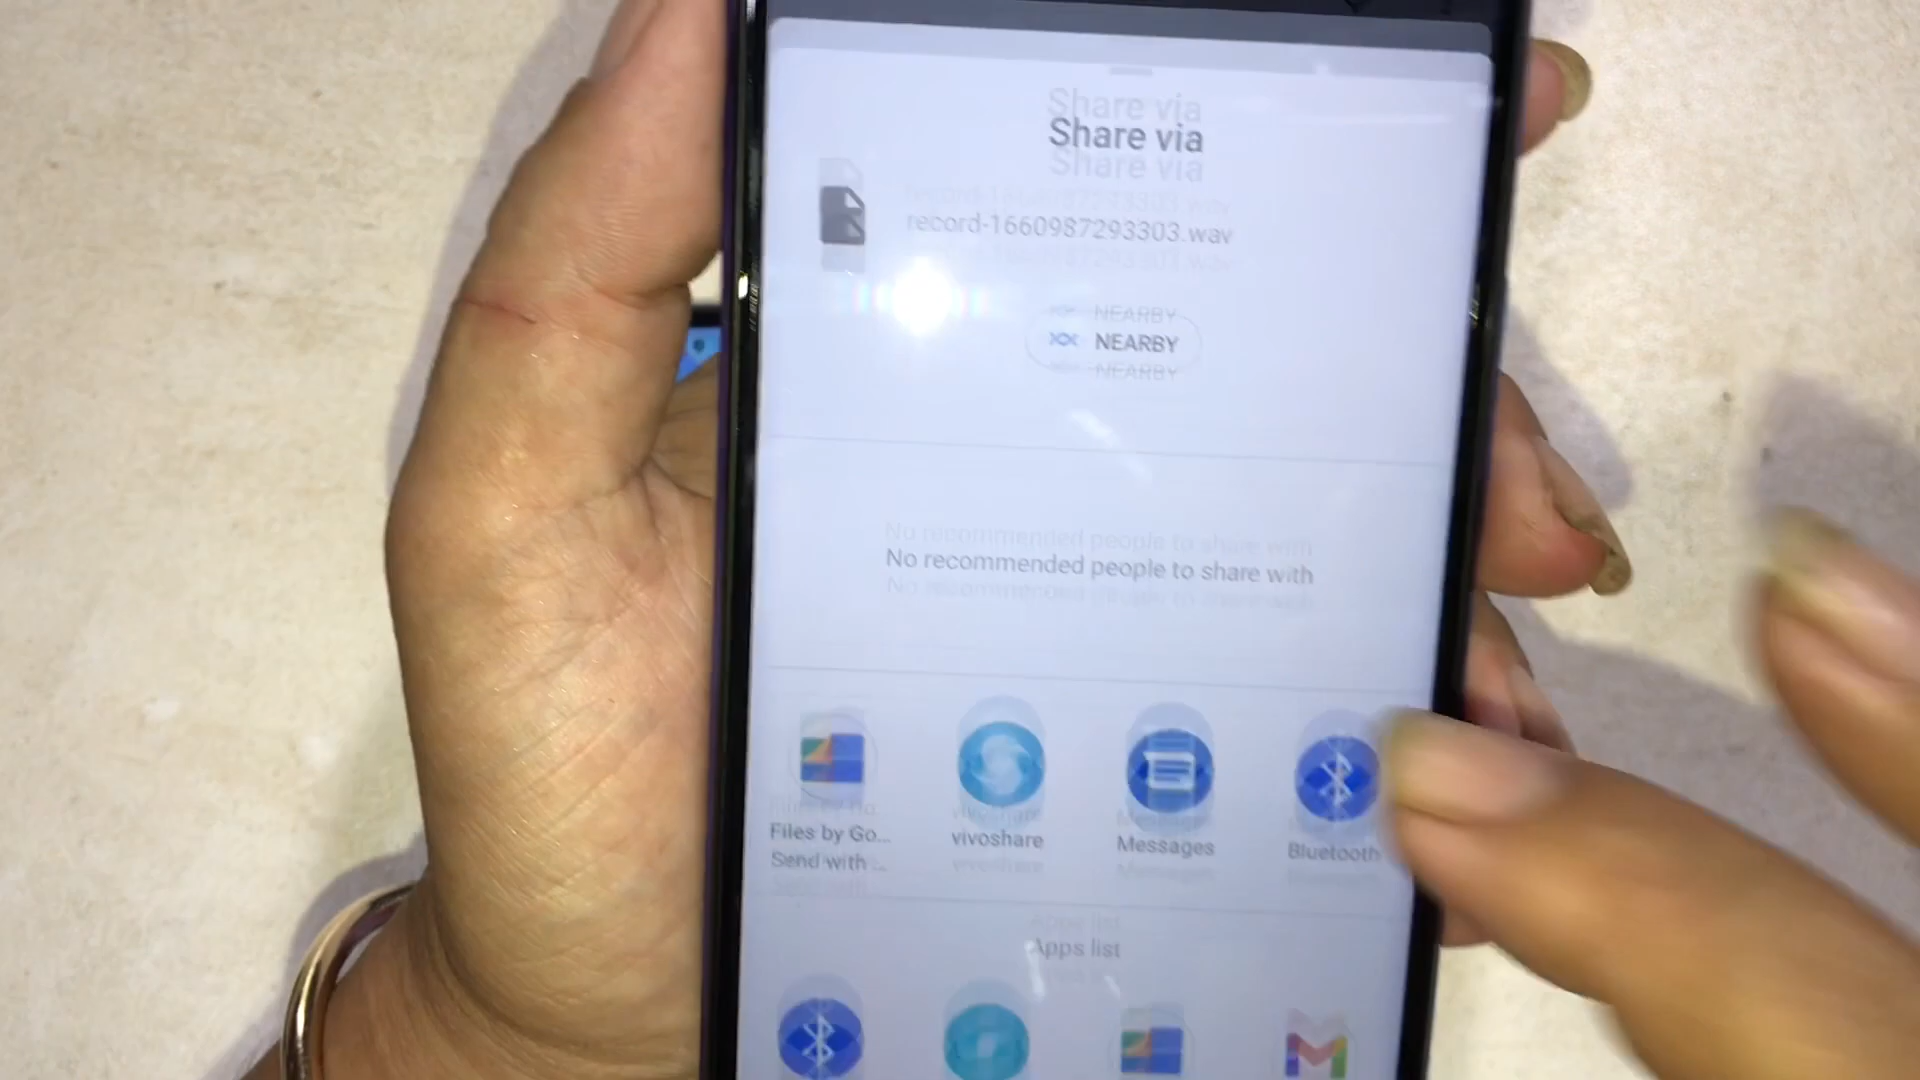 Share via
record-1660987293303.wav
NEARBY
No recommended people to share with
Files by Go...
Send with ...
vivoshare
Messages
Bluetooth
Apps list